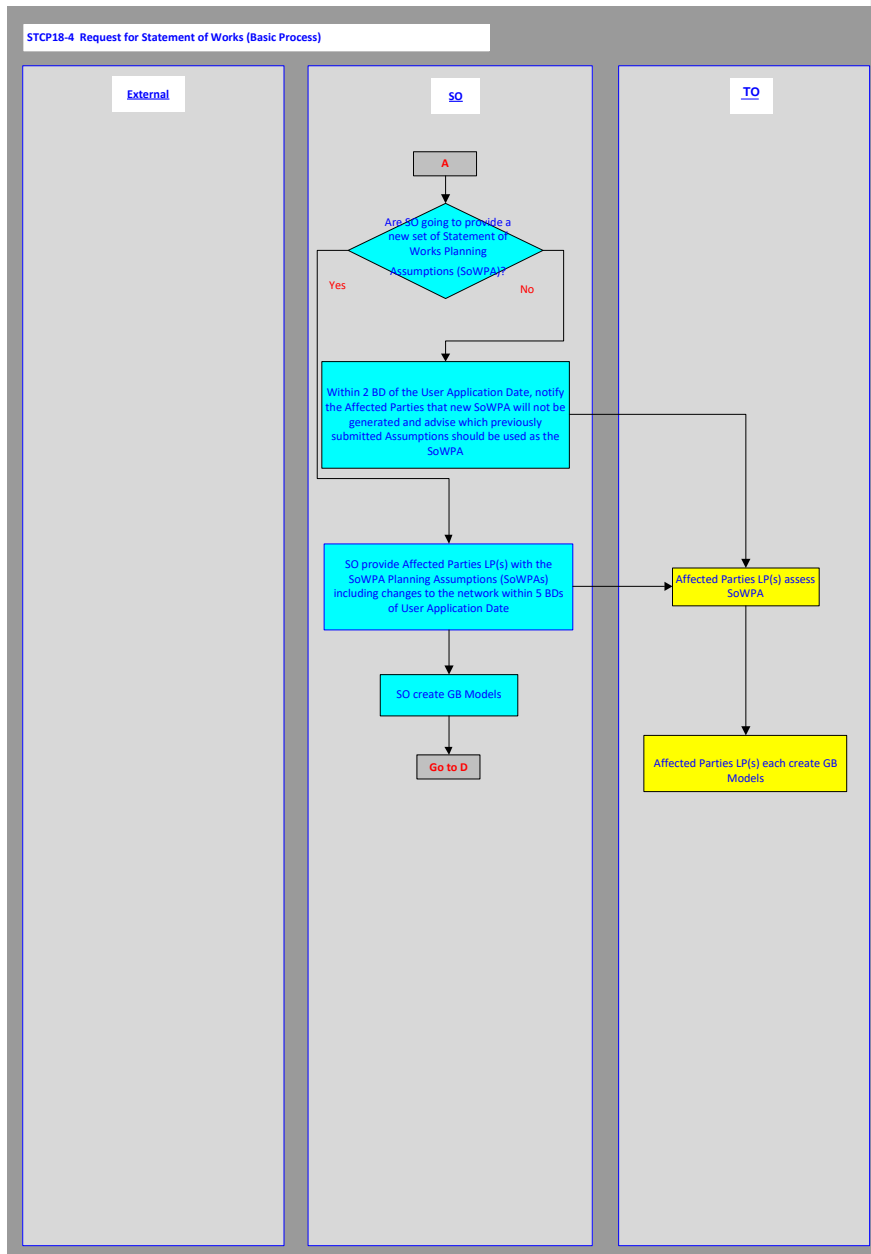 STCP18-4 Request for Statement of Works (Basic Process)
External
SO
TO
A
Are SO going to provide a
new set of Statement of
Works Planning
Assumptions (SoWPA)?
Yes
No
Within 2 BD of the User Application Date, notify
the Affected Parties that new SoWPA will not be
generated and advise which previously
submitted Assumptions should be used as the
SoWPA
SO provide Affected Parties LP(s) with the
SoWPA Planning Assumptions (SoWPAs)
including changes to the network within 5 BDs
of User Application Date
Affected Parties LP(s) assess
SoWPA
SO create GB Models
Go to D
Affected Parties LP(s) each create GB
Models